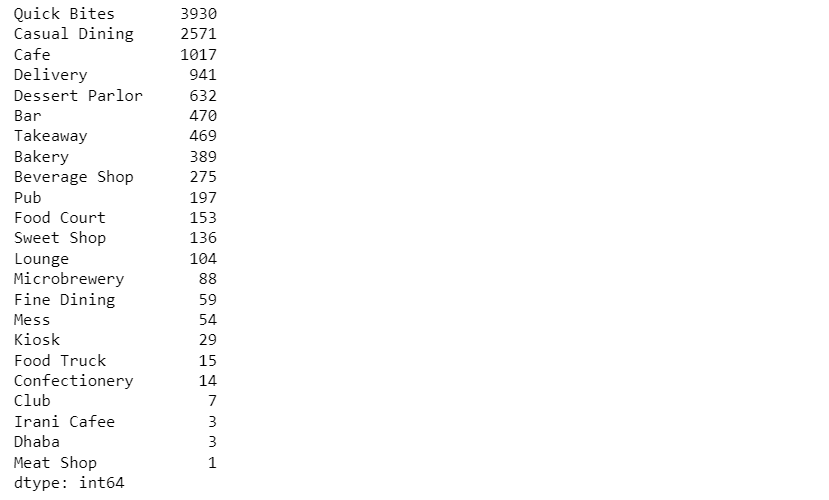 Quick Bites 3930
Casual Dining 2571
Cafe 1017
Delivery 941
Dessert Parlor 632
Bar 470
Takeaway 469
Bakery 389
Beverage Shop 275
Pub 197
Food Court 153
Sweet Shop 136
Lounge 104
Microbrewery 88
Fine Dining 59
Mess 54
Kiosk 29
Food Truck 15
Confectionery 14
Club 7
Irani Cafee 3
Dhaba 3
Meat Shop 1
dtype: int64